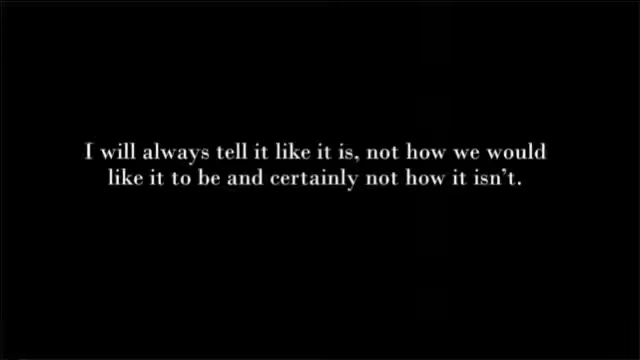 I will always tell it like it is, not how we would
like it to be and certainly not how it isn't.